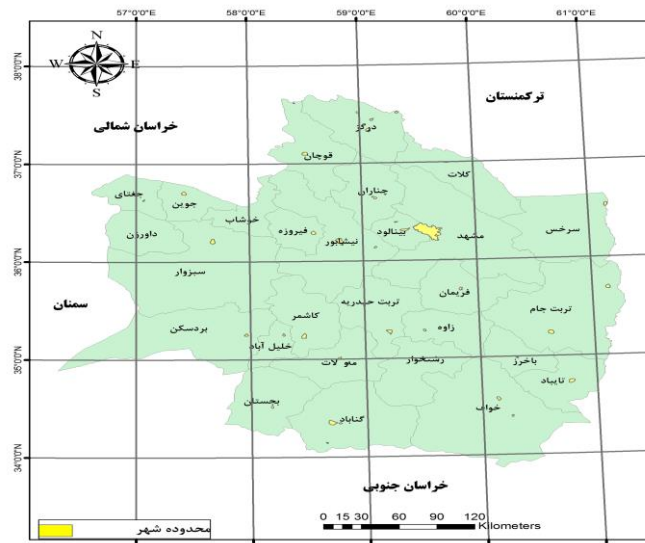 57°0'0"E
58°0'0"E
59°0'0"E
60°0'0"E
61°0'0"E
38°0'0"N
37°0'0"N
36°0'0"N
35°0'0"N
34°0'0"N
N
W
E
S
ترکمنستان
خراسان شمالی
درگز
قوچان
کلات
جغتای
جوین
چناران
خوشاب
داورزن
فیروزه
نیشابور
بینالود
مشهد
سرخس
سبزوار
سمنان
فریمان
تربت حیدریه
تربت جام
کاشمر
بردسکن
زاوه
خلیل آباد
مه ولات
رشتخوار
باخرز
تایباد
بجستان
خواف
گناباد
خراسان جنوبی
0 15 30 60 90 120
Kilometers
محدوده شهر